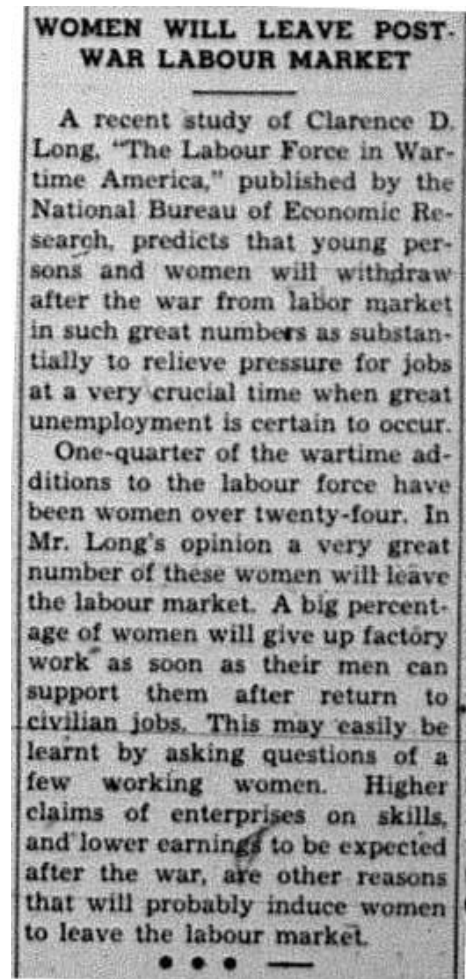 WOMEN WILL LEAVE POST-
WAR LABOUR MARKET
A recent study of Clarence D.
Long, "The Labour Force in War-
time America," published by the
National Bureau of Economic Re-
search, predicts that young per-
sons and women will withdraw
after the war from labor market
in such great numbers as substan-
tially to relieve pressure for jobs
at a very crucial time when great
unemployment is certain to occur.
One-quarter of the wartime ad-
ditions to the labour force have
been women over twenty-four. In
Mr. Long's opinion a very great
number of these women will leave
the labour market. A big percent-
age of women will give up factory
work as soon as their men can
support them after return to
civilian jobs. This may easily be
learnt by asking questions of a
few working women. Higher
claims of enterprises on skills,
and lower earnings to be expected
after the war, are other reasons
that will probably induce women
to leave the labour market.